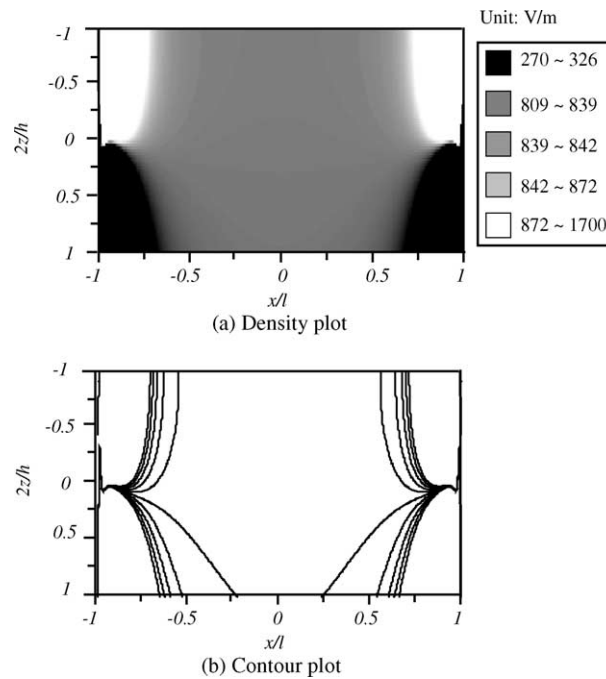 Unit: V/m
270 ~ 326
809 ~ 839
839 ~ 842
842 ~ 872
872 ~ 1700
2z/h
-1
-0.5
0
0.5
1
-1
-0.5
0
0.5
1
x/l
(a) Density plot
2z/h
-1
-0.5
0
0.5
1
-1
-0.5
0
0.5
1
x/l
(b) Contour plot